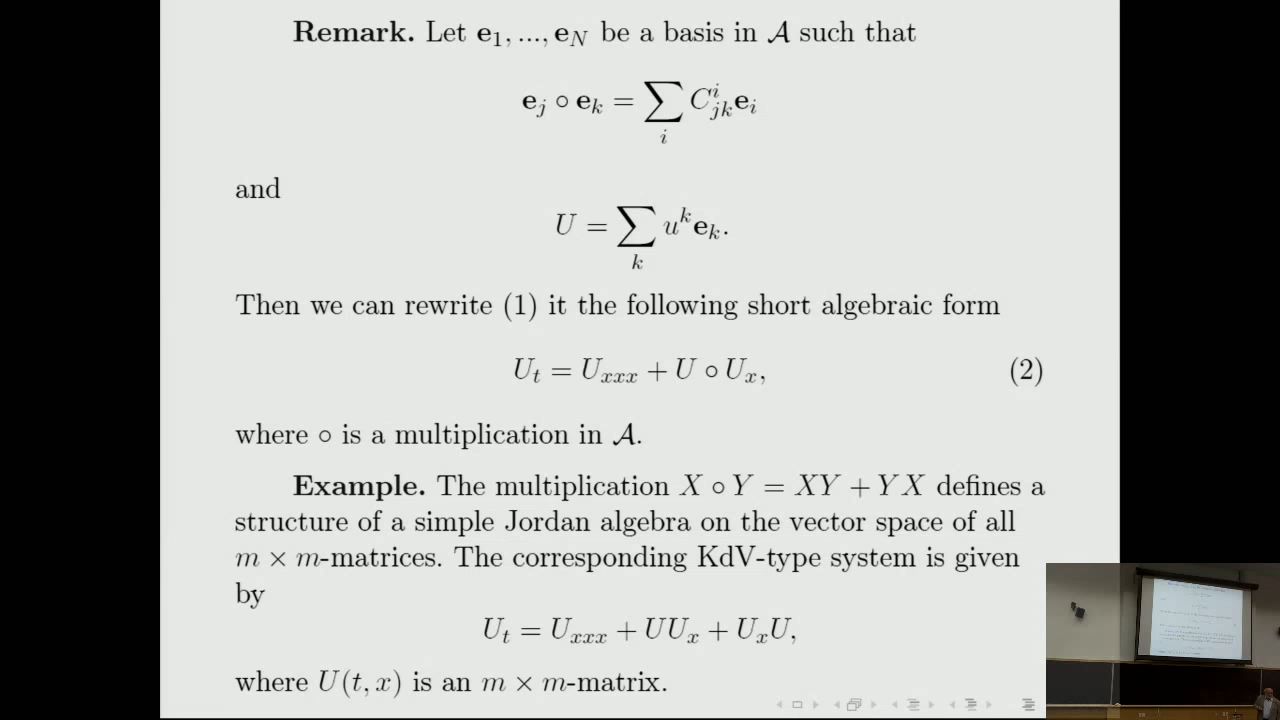 Remark. Let e₁, ..., e_N be a basis in 𝒜 such that
e_j ∘ e_k = ∑_i C^i_{jk} e_i
and
U = ∑_k u^k e_k.
Then we can rewrite (1) it the following short algebraic form
U_t = U_{xxx} + U ∘ U_x, (2)
where ∘ is a multiplication in 𝒜.
Example. The multiplication X ∘ Y = XY + YX defines a
structure of a simple Jordan algebra on the vector space of all
m × m-matrices. The corresponding KdV-type system is given
by
U_t = U_{xxx} + UU_x + U_xU,
where U(t, x) is an m × m-matrix.